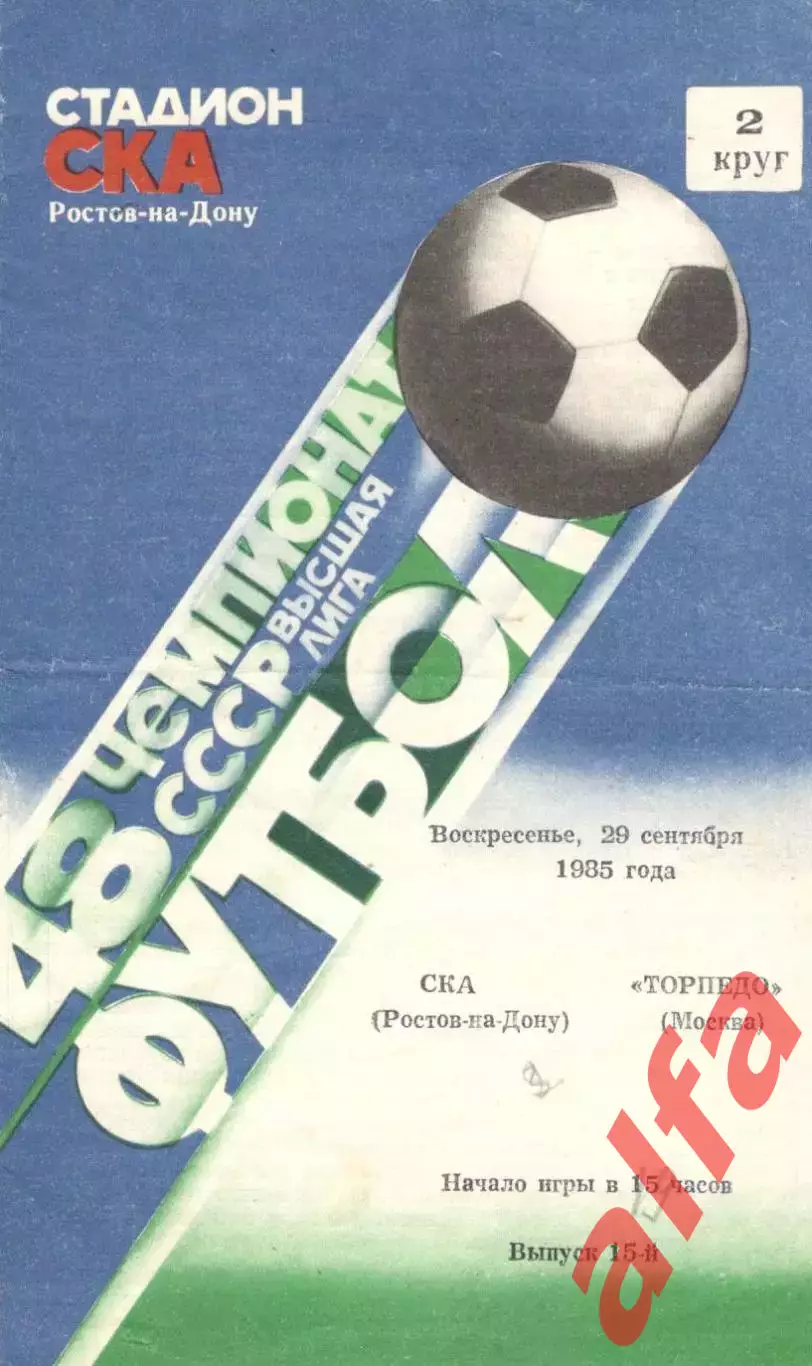 СТАДИОН
СКА
Ростов-на-Дону
2
круг
48 ЧЕМПИОНАТ
СССР
ВЫСШАЯ
ЛИГА
ФУТБОЛ
Воскресенье, 29 сентября
1985 года
СКА
(Ростов-на-Дону)
«ТОРПЕДО»
(Москва)
Начало игры в 15 часов
Выпуск 15-й
alfa